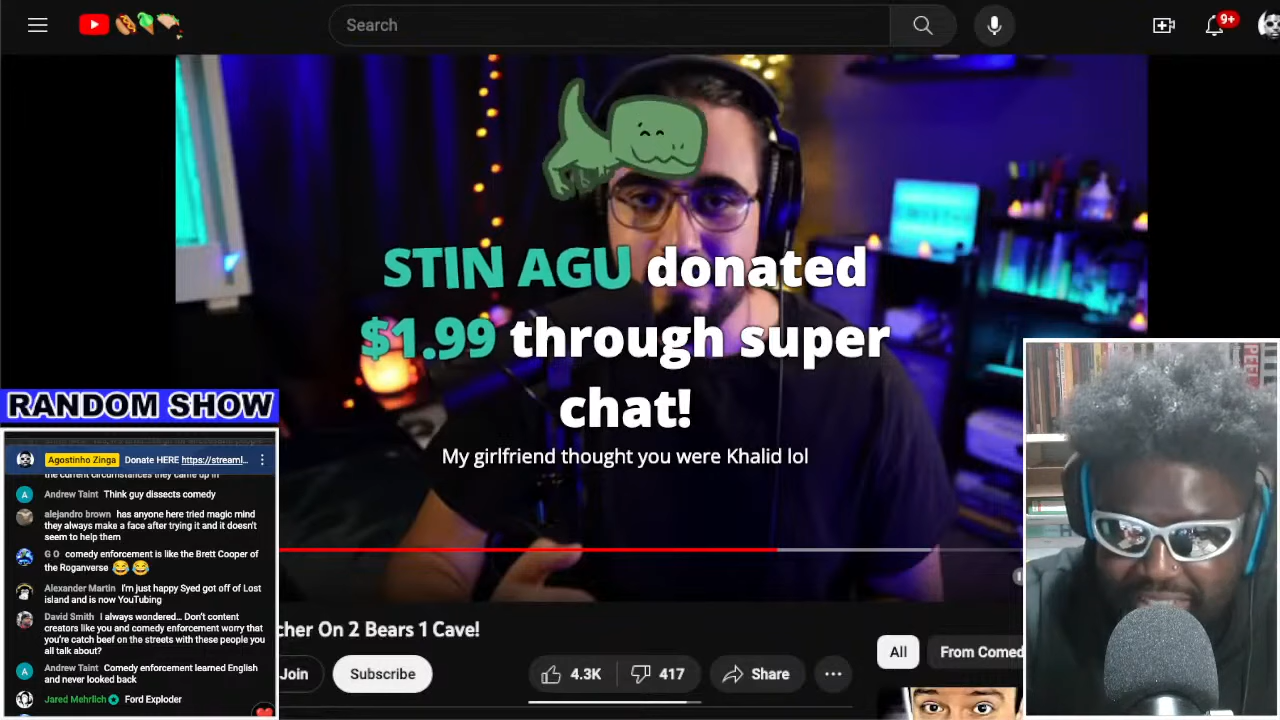 Search
9+
STIN AGU donated
$1.99 through super
chat!
My girlfriend thought you were Khalid lol
RANDOM SHOW
Agostinho Zinga Donate HERE https://streaml...
the current circumstances they came up in
Andrew Taint Think guy dissects comedy
alejandro brown has anyone here tried magic mind
they always make a face after trying it and it doesn't
seem to help them
G O comedy enforcement is like the Brett Cooper of
the Roganverse 😂😂
Alexander Martin I'm just happy Syed got off of Lost
island and is now YouTubing
David Smith I always wondered... Don't content
creators like you and comedy enforcement worry that
you're catch beef on the streets with these people you
all talk about?
Andrew Taint Comedy enforcement learned English
and never looked back
Jared Mehrlich Ford Exploder
cher On 2 Bears 1 Cave!
Join
Subscribe
4.3K
417
Share
All
From Comed